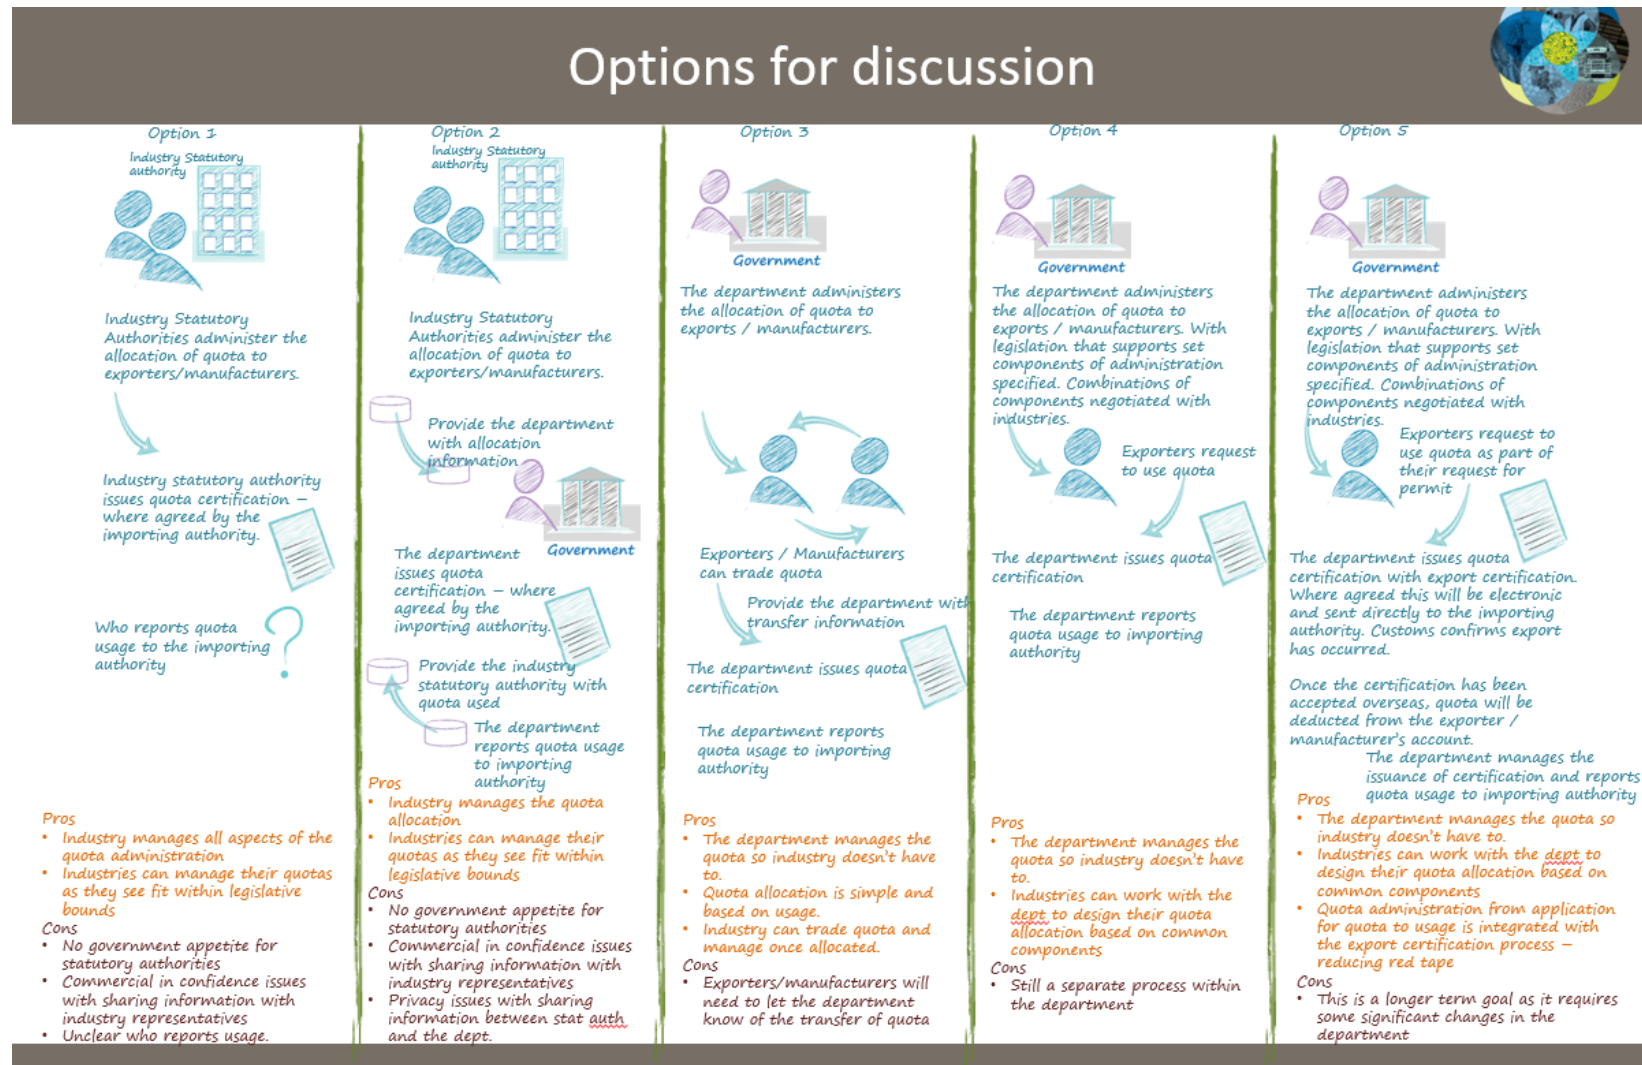 Options for discussion
Option 1
Industry Statutory
authority
Industry Statutory
Authorities administer the
allocation of quota to
exporters/manufacturers.
Industry statutory authority
issues quota certification –
where agreed by the
importing authority.
Who reports quota
usage to the importing
authority
?
Pros
• Industry manages all aspects of the
quota administration
• Industries can manage their quotas
as they see fit within legislative
bounds
Cons
• No government appetite for
statutory authorities
• Commercial in confidence issues
with sharing information with
industry representatives
• Unclear who reports usage.
Option 2
Industry Statutory
authority
Industry Statutory
Authorities administer the
allocation of quota to
exporters/manufacturers.
Provide the department
with allocation
information
Government
The department
issues quota
certification – where
agreed by the
importing authority.
Provide the industry
statutory authority with
quota used
The department
reports quota usage
to importing
authority
Pros
• Industry manages the quota
allocation
• Industries can manage their
quotas as they see fit within
legislative bounds
Cons
• No government appetite for
statutory authorities
• Commercial in confidence issues
with sharing information with
industry representatives
• Privacy issues with sharing
information between stat auth
and the dept.
Option 3
Government
The department administers
the allocation of quota to
exports / manufacturers.
Exporters / Manufacturers
can trade quota
Provide the department with
transfer information
The department issues quota
certification
The department reports
quota usage to importing
authority
Pros
• The department manages the
quota so industry doesn't have
to.
• Quota allocation is simple and
based on usage.
• Industry can trade quota and
manage once allocated.
Cons
• Exporters/manufacturers will
need to let the department
know of the transfer of quota
Option 4
Government
The department administers
the allocation of quota to
exports / manufacturers. With
legislation that supports set
components of administration
specified. Combinations of
components negotiated with
industries.
Exporters request
to use quota
The department issues quota
certification
The department reports
quota usage to importing
authority
Pros
• The department manages the
quota so industry doesn't have
to.
• Industries can work with the
dept to design their quota
allocation based on common
components
Cons
• Still a separate process within
the department
Option 5
Government
The department administers
the allocation of quota to
exports / manufacturers. With
legislation that supports set
components of administration
specified. Combinations of
components negotiated with
industries.
Exporters request to
use quota as part of
their request for
permit
The department issues quota
certification with export certification.
Where agreed this will be electronic
and sent directly to the importing
authority. Customs confirms export
has occurred.
Once the certification has been
accepted overseas, quota will be
deducted from the exporter /
manufacturer's account.
The department manages the
issuance of certification and reports
quota usage to importing authority
Pros
• The department manages the quota so
industry doesn't have to.
• Industries can work with the dept to
design their quota allocation based on
common components
• Quota administration from application
for quota to usage is integrated with
the export certification process –
reducing red tape
Cons
• This is a longer term goal as it requires
some significant changes in the
department